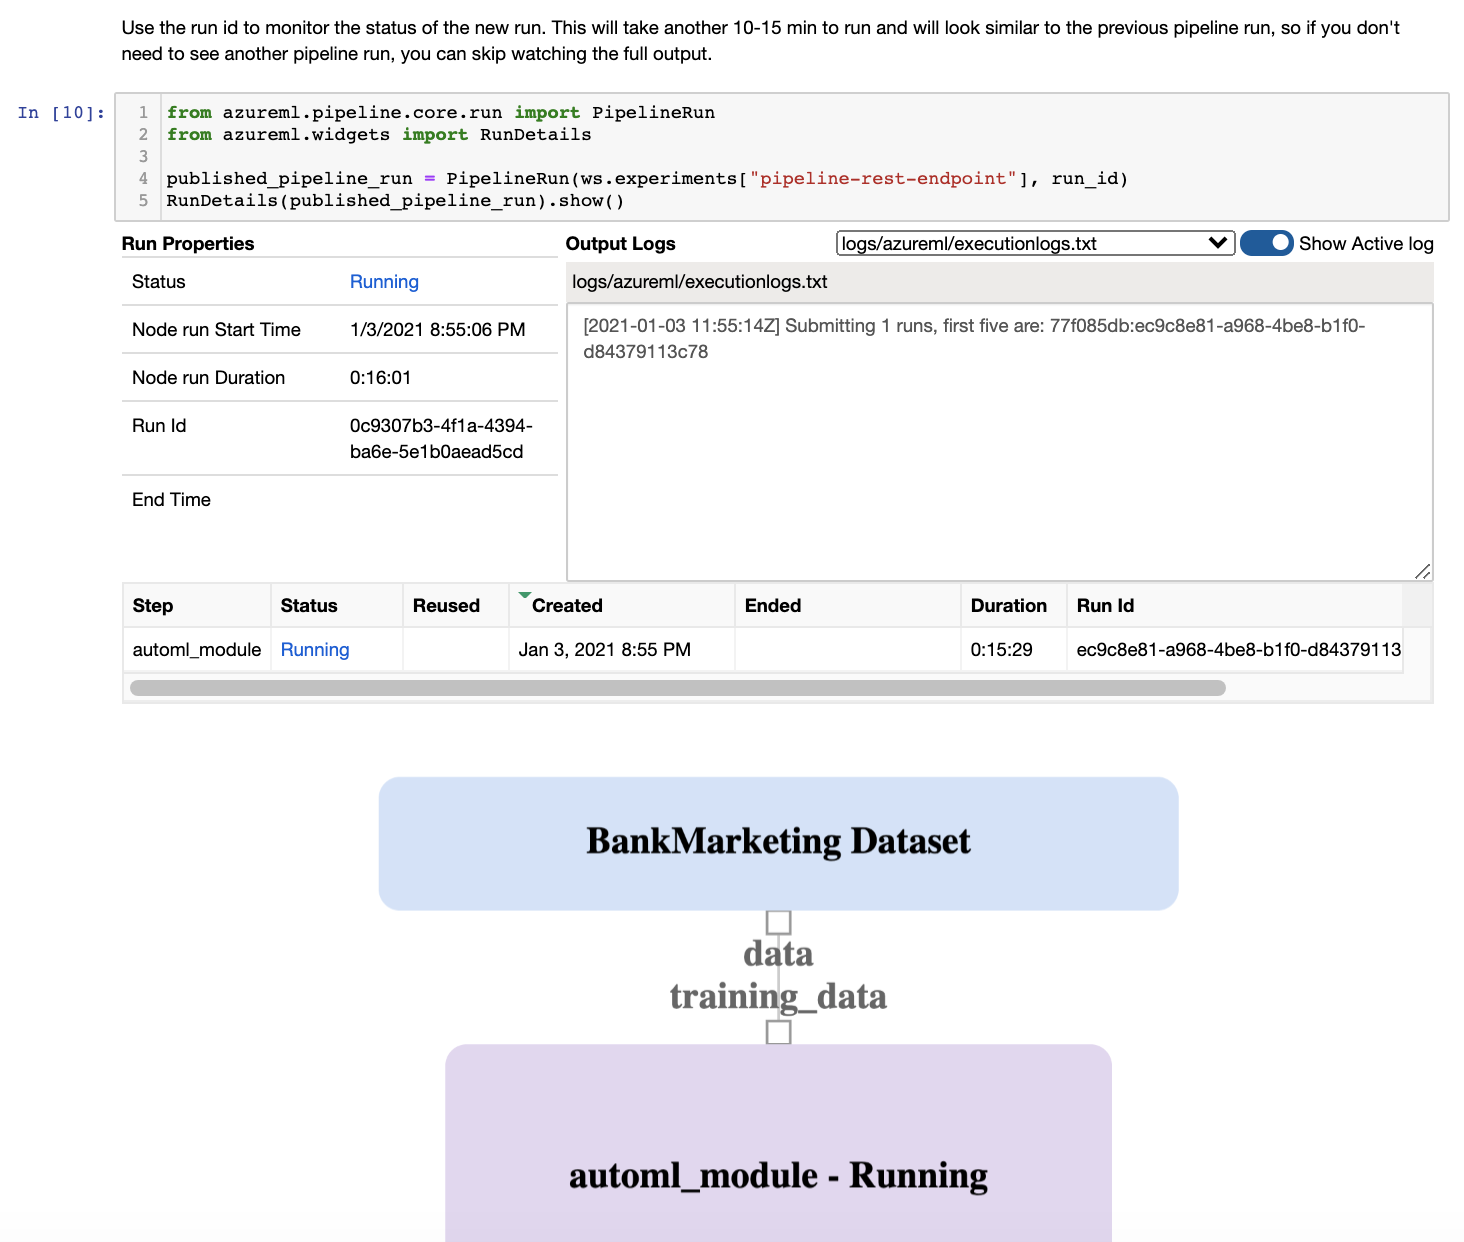 Use the run id to monitor the status of the new run. This will take another 10-15 min to run and will look similar to the previous pipeline run, so if you don't
need to see another pipeline run, you can skip watching the full output.
In [10]:
1 from azureml.pipeline.core.run import PipelineRun
2 from azureml.widgets import RunDetails
3
4 published_pipeline_run = PipelineRun(ws.experiments["pipeline-rest-endpoint"], run_id)
5 RunDetails(published_pipeline_run).show()
Run Properties
Status Running
Node run Start Time 1/3/2021 8:55:06 PM
Node run Duration 0:16:01
Run Id 0c9307b3-4f1a-4394-
ba6e-5e1b0aead5cd
End Time
Output Logs logs/azureml/executionlogs.txt Show Active log
logs/azureml/executionlogs.txt
[2021-01-03 11:55:14Z] Submitting 1 runs, first five are: 77f085db:ec9c8e81-a968-4be8-b1f0-
d84379113c78
Step Status Reused Created Ended Duration Run Id
automl_module Running Jan 3, 2021 8:55 PM 0:15:29 ec9c8e81-a968-4be8-b1f0-d84379113
BankMarketing Dataset
data
training_data
automl_module - Running